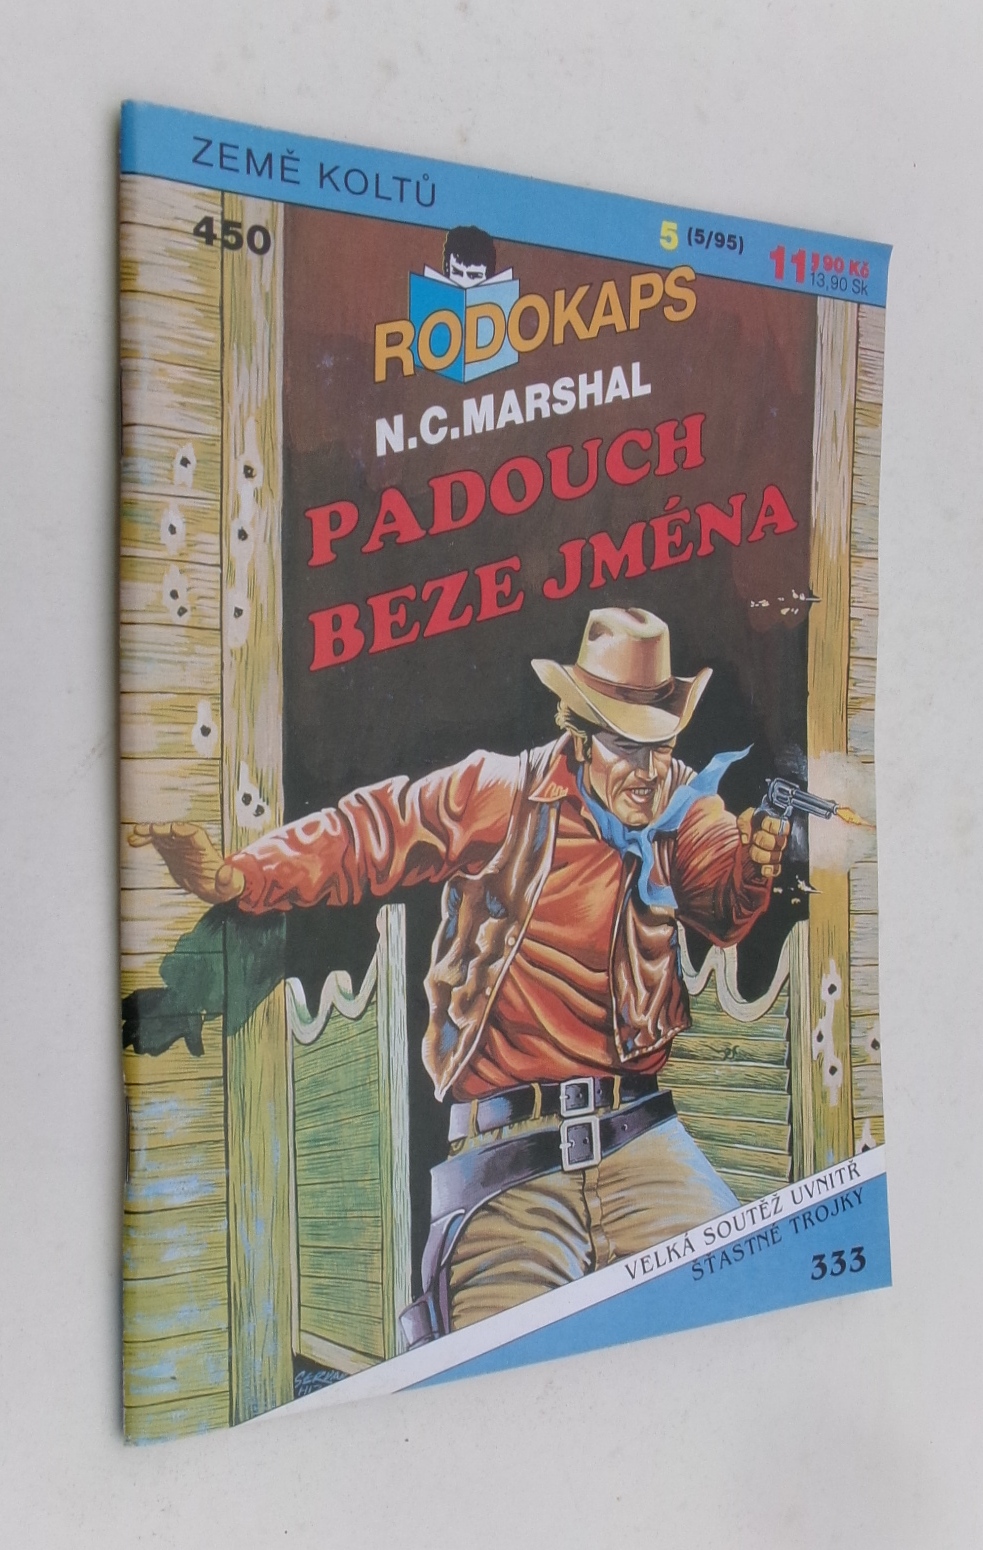 ZEMĚ KOLTŮ
450
5 (5/95)
11,90 Kč
13,90 Sk
RODOKAPS
N.C.MARSHAL
PADOUCH
BEZE JMÉNA
VELKÁ SOUTĚŽ UVNITŘ
ŠŤASTNÉ TROJKY
333